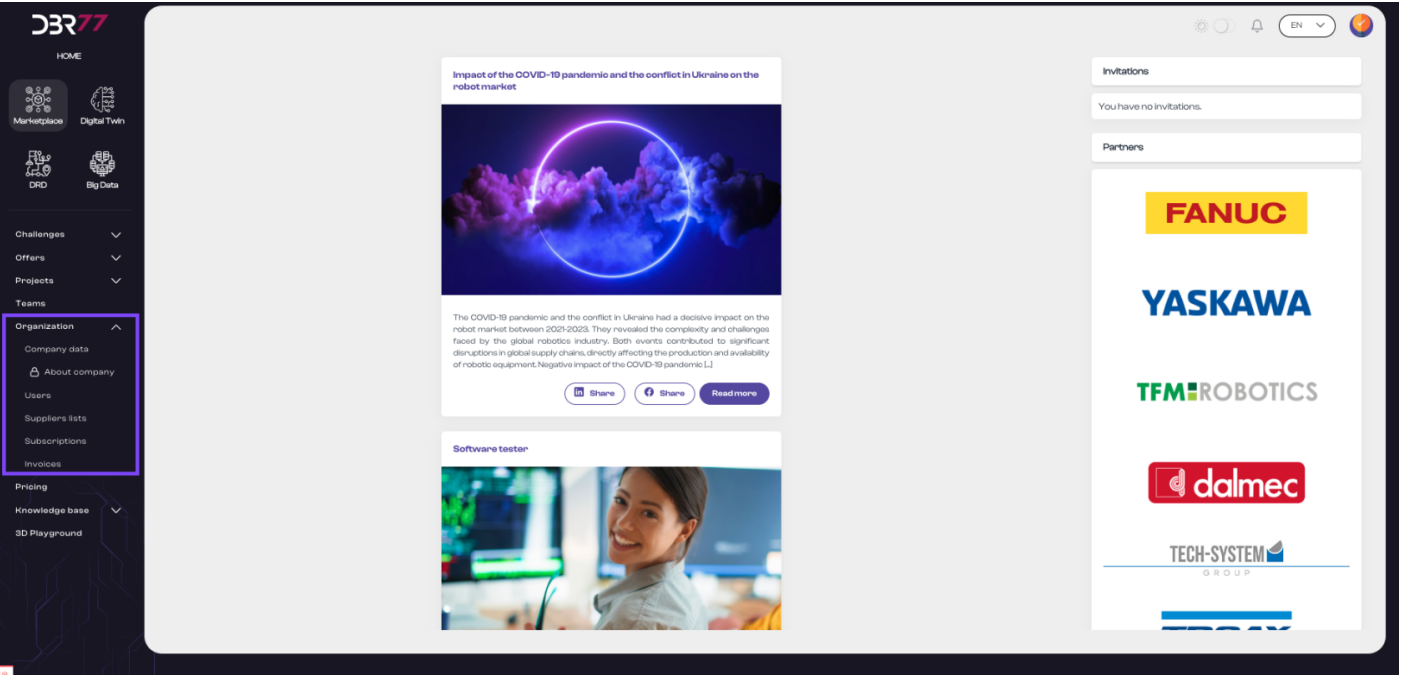 DBR77
HOME
Marketplace
Digital Twin
DRD
Big Data
Challenges
Offers
Projects
Teams
Organization
Company data
About company
Users
Suppliers lists
Subscriptions
Invoices
Pricing
Knowledge base
3D Playground
EN
Impact of the COVID-19 pandemic and the conflict in Ukraine on the
robot market
The COVID-19 pandemic and the conflict in Ukraine had a decisive impact on the
robot market between 2021-2023. They revealed the complexity and challenges
faced by the global robotics industry. Both events contributed to significant
disruptions in global supply chains, directly affecting the production and availability
of robotic equipment. Negative impact of the COVID-19 pandemic [...]
Share
Share
Read more
Software tester
Invitations
You have no invitations.
Partners
FANUC
YASKAWA
TFM ROBOTICS
dalmec
TECH-SYSTEM
GROUP